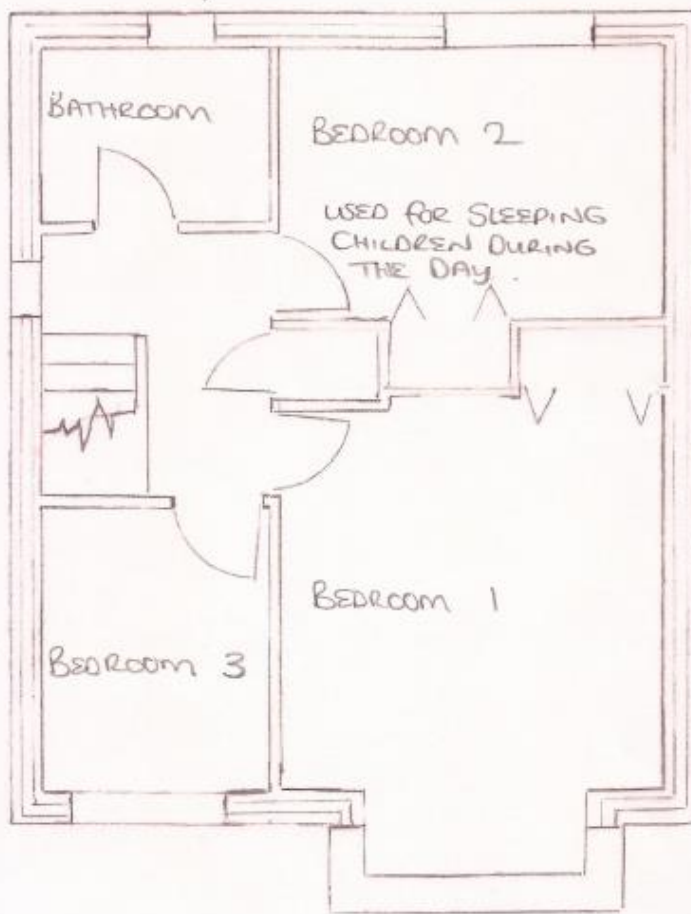 BATHROOM
BEDROOM 2
USED FOR SLEEPING
CHILDREN DURING
THE DAY.
BEDROOM 1
BEDROOM 3